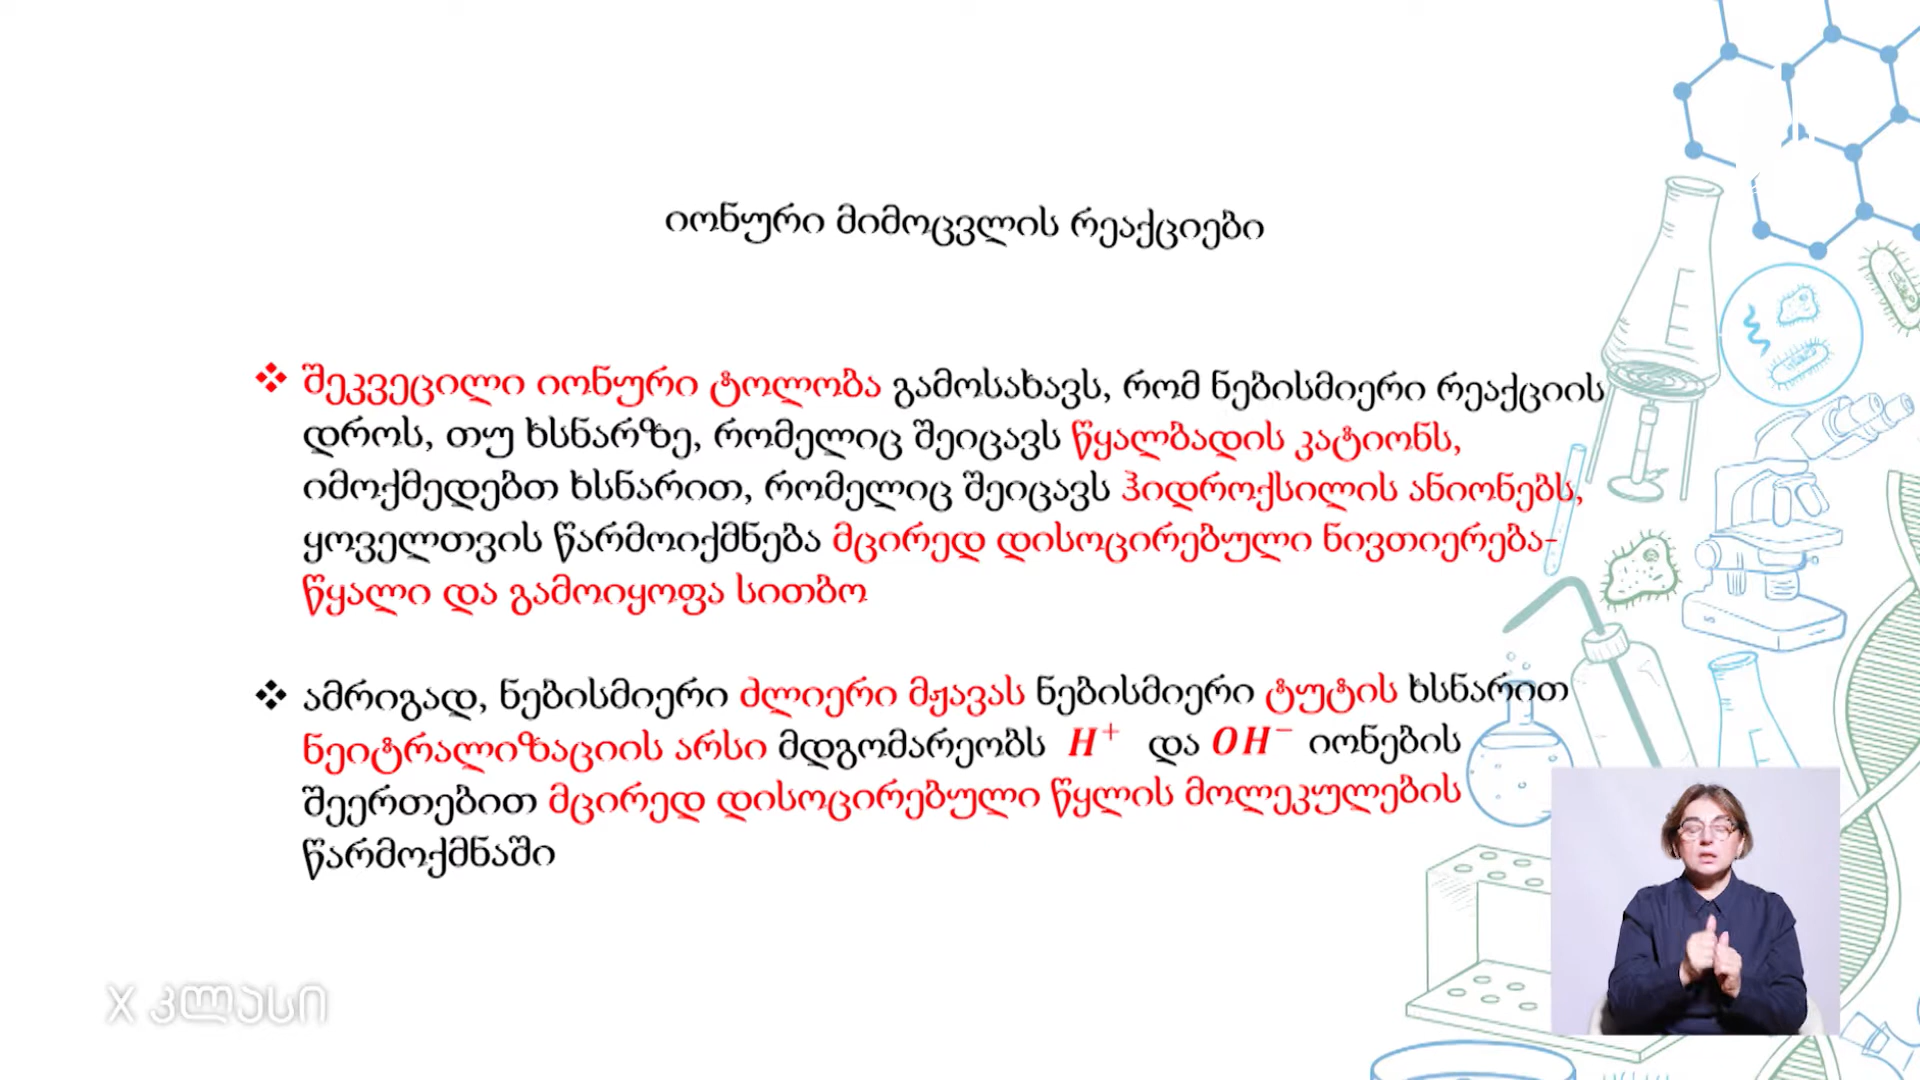 იონური მიმოცვლის რეაქციები
❖ შეკვეცილი იონური ტოლობა გამოსახავს, რომ ნებისმიერი რეაქციის
დროს, თუ ხსნარზე, რომელიც შეიცავს წყალბადის კატიონს,
იმოქმედებთ ხსნარით, რომელიც შეიცავს ჰიდროქსილის ანიონებს,
ყოველთვის წარმოიქმნება მცირედ დისოცირებული ნივთიერება-
წყალი და გამოიყოფა სითბო
❖ ამრიგად, ნებისმიერი ძლიერი მჟავას ნებისმიერი ტუტის ხსნარით
ნეიტრალიზაციის არსი მდგომარეობს H⁺ და OH⁻ იონების
შეერთებით მცირედ დისოცირებული წყლის მოლეკულების
წარმოქმნაში
X კლასი